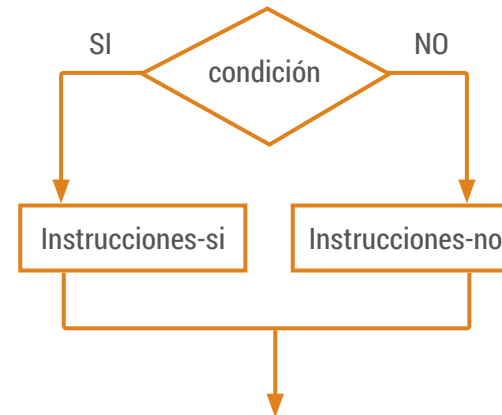 SI
NO
condición
Instrucciones-si
Instrucciones-no